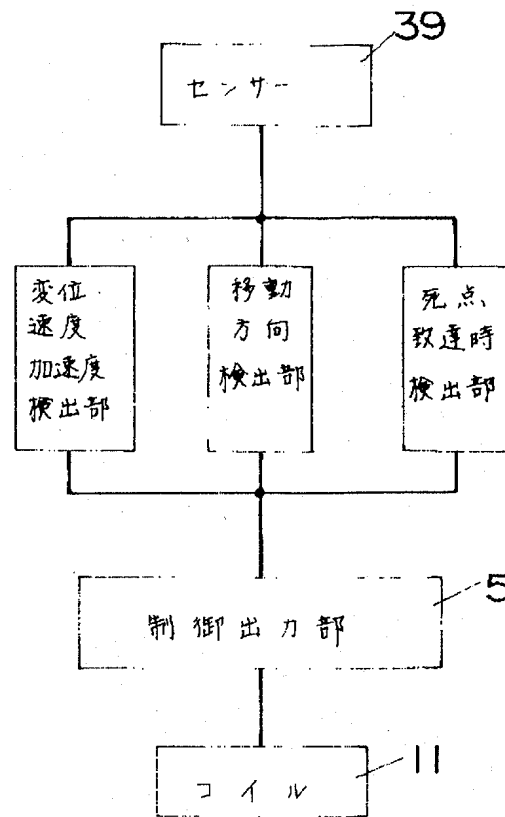 39
センサー
変位
速度
加速度
検出部
移動
方向
検出部
死点
致達時
検出部
5
制御出力部
11
コイル